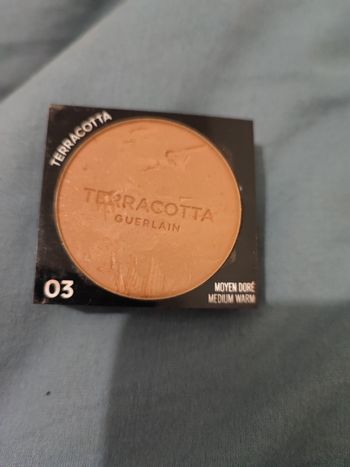 TERRACOTTA
TERRACOTTA
GUERLAIN
03
MOYEN DORÉ
MEDIUM WARM